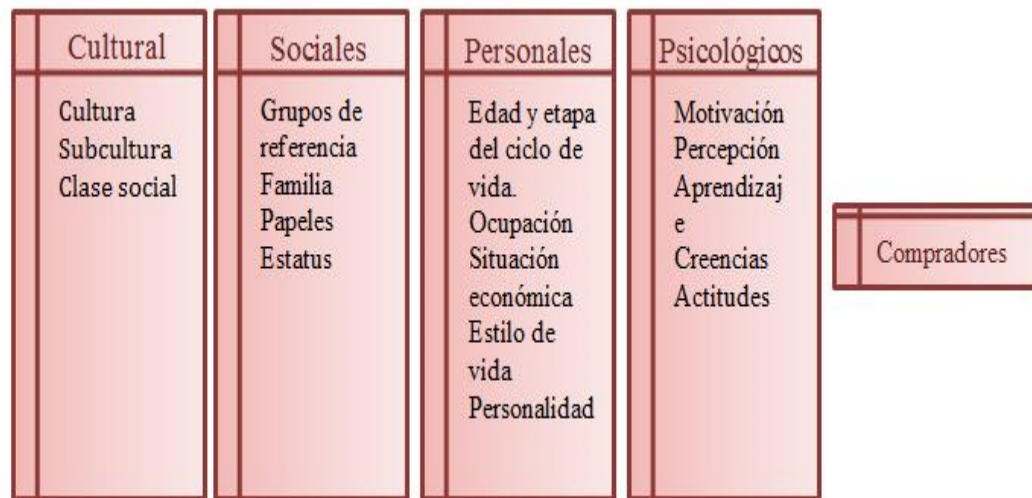 Cultural
Cultura
Subcultura
Clase social
Sociales
Grupos de
referencia
Familia
Papeles
Estatus
Personales
Edad y etapa
del ciclo de
vida.
Ocupación
Situación
económica
Estilo de
vida
Personalidad
Psicológicos
Motivación
Percepción
Aprendizaj
e
Creencias
Actitudes
Compradores